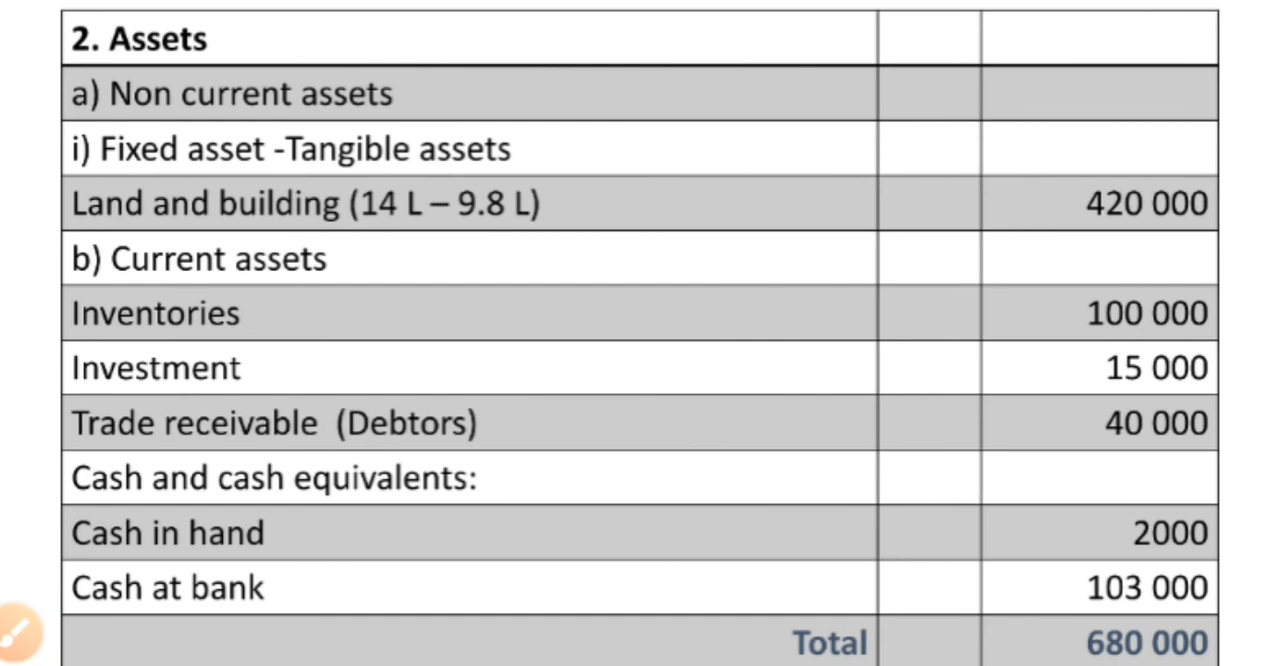 2. Assets
a) Non current assets
i) Fixed asset -Tangible assets
Land and building (14 L – 9.8 L) 420 000
b) Current assets
Inventories 100 000
Investment 15 000
Trade receivable (Debtors) 40 000
Cash and cash equivalents:
Cash in hand 2000
Cash at bank 103 000
Total 680 000